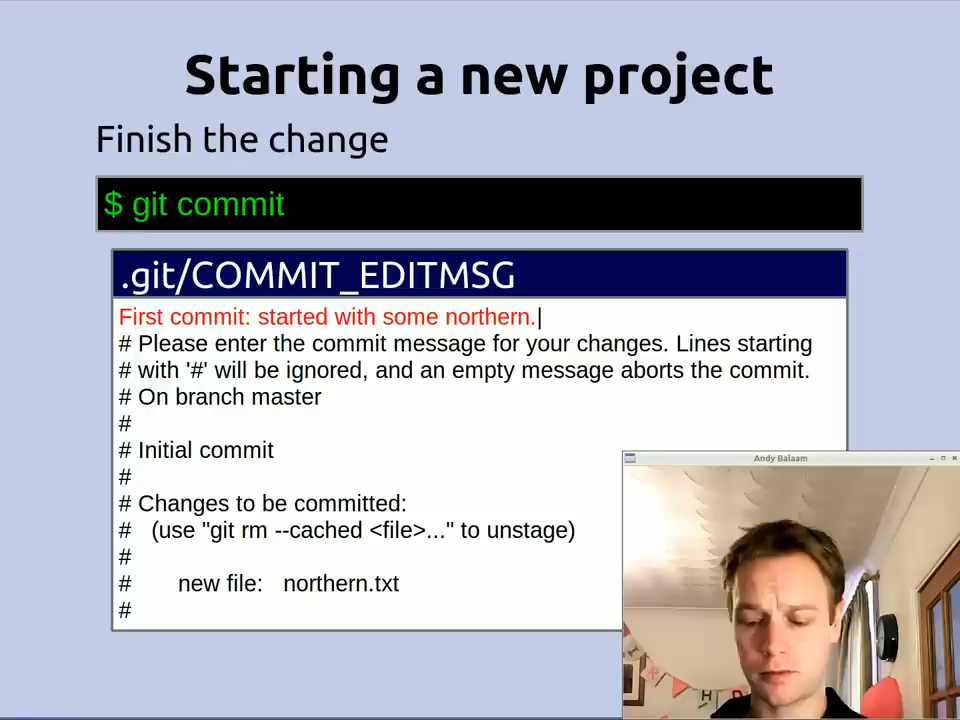 Starting a new project
Finish the change
$ git commit
.git/COMMIT_EDITMSG
First commit: started with some northern.
# Please enter the commit message for your changes. Lines starting
# with '#' will be ignored, and an empty message aborts the commit.
# On branch master
#
# Initial commit
#
# Changes to be committed:
#   (use "git rm --cached <file>..." to unstage)
#
#       new file:   northern.txt
#
Andy Balaam